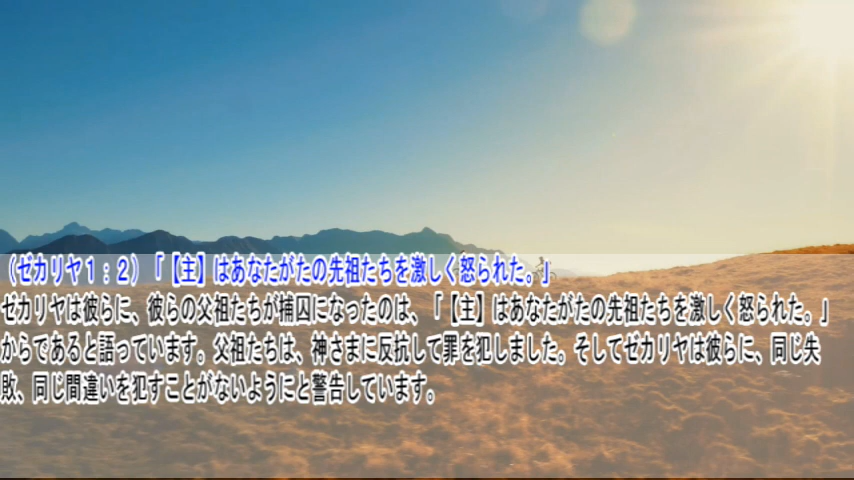 （ゼカリヤ１：２）「【主】はあなたがたの先祖たちを激しく怒られた。」
ゼカリヤは彼らに、彼らの父祖たちが捕囚になったのは、「【主】はあなたがたの先祖たちを激しく怒られた。」
からであると語っています。父祖たちは、神さまに反抗して罪を犯しました。そしてゼカリヤは彼らに、同じ失
敗、同じ間違いを犯すことがないようにと警告しています。